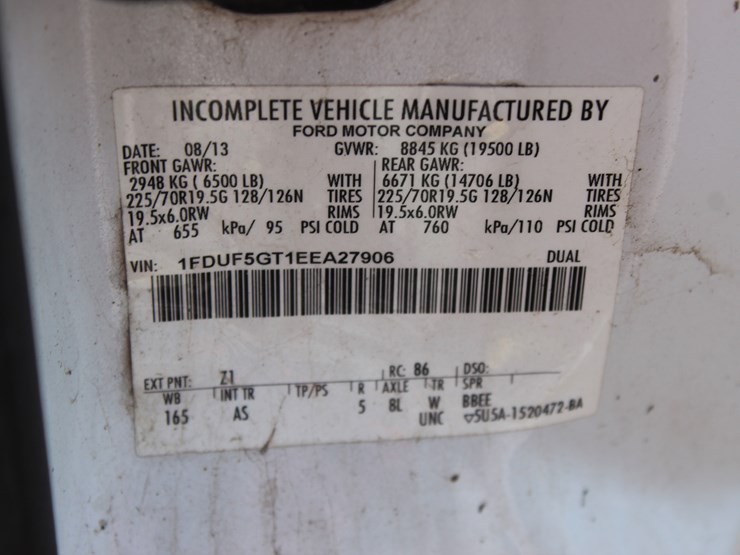 INCOMPLETE VEHICLE MANUFACTURED BY
FORD MOTOR COMPANY
DATE: 08/13 GVWR: 8845 KG (19500 LB)
FRONT GAWR: REAR GAWR:
2948 KG ( 6500 LB) WITH 6671 KG (14706 LB) WITH
225/70R19.5G 128/126N TIRES 225/70R19.5G 128/126N TIRES
19.5x6.0RW RIMS 19.5x6.0RW RIMS
AT 655 kPa/ 95 PSI COLD AT 760 kPa/110 PSI COLD
VIN: 1FDUF5GT1EEA27906 DUAL
EXT PNT: Z1 RC: 86 DSO:
WB INT TR TP/PS R AXLE TR SPR
165 AS 5 8L W BBEE
UNC 5U5A-1520472-BA